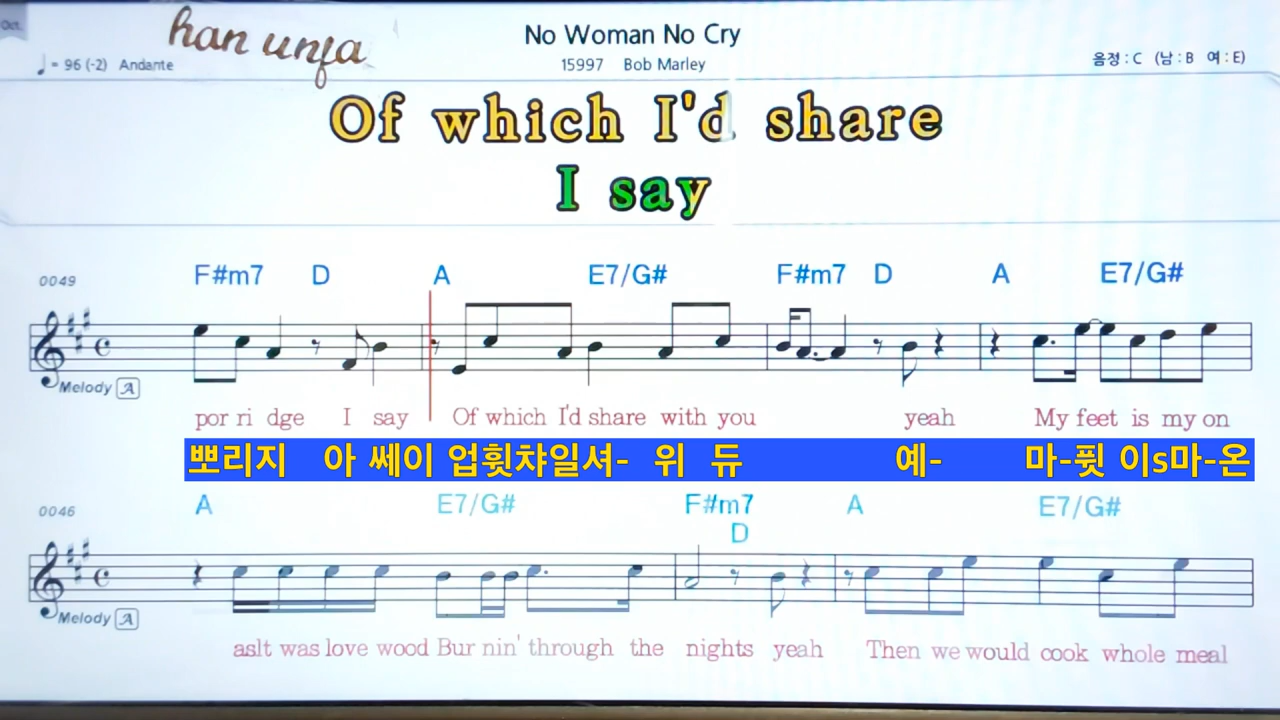 Oct.
han unja
No Woman No Cry
♩ = 96 (-2) Andante
15997 Bob Marley
음정 : C (남 : B 여 : E)
Of which I'd share
I say
0049
F#m7 D A E7/G# F#m7 D A E7/G#
Melody A
por ri dge I say Of which I'd share with you yeah My feet is my on
뽀리지 아 쎄이 업휫챠일셔- 위 듀 예- 마-퓟 이s마-온
0046
A E7/G# F#m7 A E7/G#
D
Melody A
asIt was love wood Bur nin' through the nights yeah Then we would cook whole meal